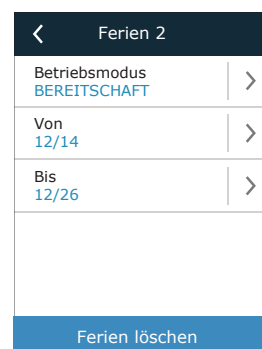 Ferien 2
Betriebsmodus
BEREITSCHAFT
Von
12/14
Bis
12/26
Ferien löschen